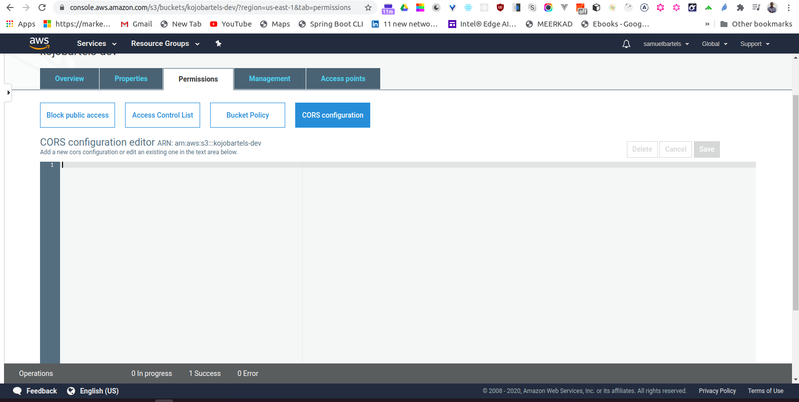 console.aws.amazon.com/s3/buckets/kojobartels-dev/?region=us-east-1&tab=permissions
Apps https://marke... Gmail New Tab YouTube Maps Spring Boot CLI 11 new netwo... Intel® Edge AI... MEERKAD Ebooks - Goog... » Other bookmarks
aws Services Resource Groups samuelbartels Global Support
kojobartels-dev
Overview Properties Permissions Management Access points
Block public access Access Control List Bucket Policy CORS configuration
CORS configuration editor ARN: arn:aws:s3:::kojobartels-dev
Add a new cors configuration or edit an existing one in the text area below.
Delete Cancel Save
1
Operations 0 In progress 1 Success 0 Error
Feedback English (US) © 2008 - 2020, Amazon Web Services, Inc. or its affiliates. All rights reserved. Privacy Policy Terms of Use